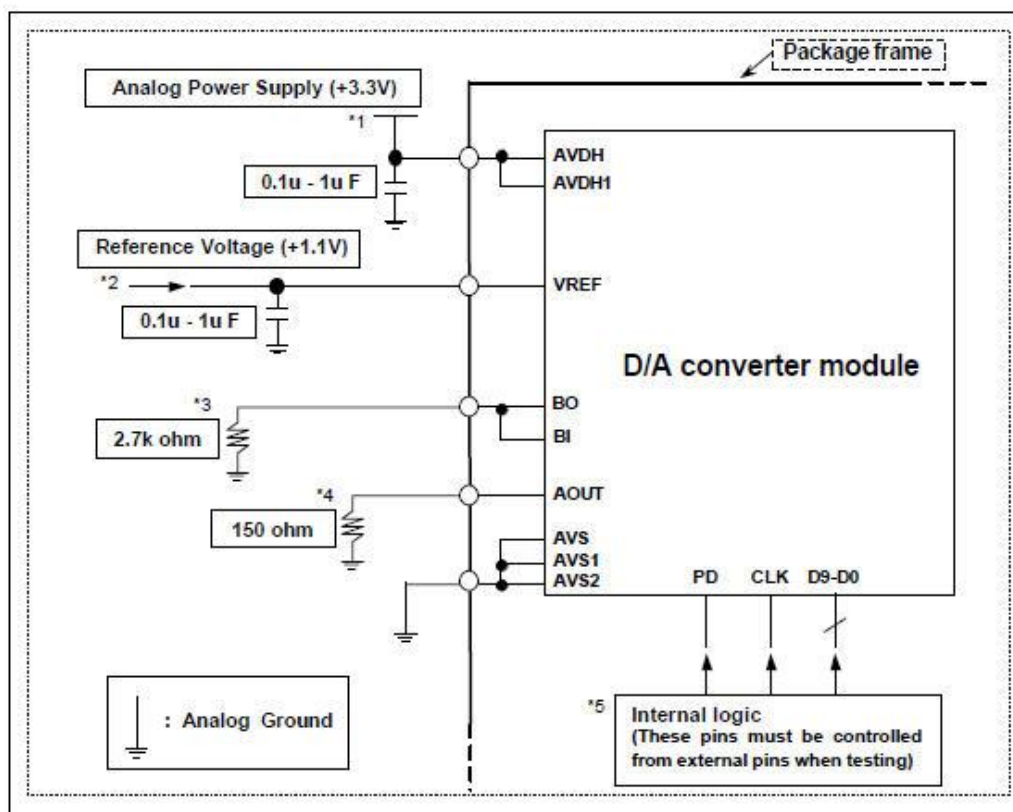 Package frame
Analog Power Supply (+3.3V)
*1
0.1u - 1u F
AVDH
AVDH1
Reference Voltage (+1.1V)
*2
0.1u - 1u F
VREF
D/A converter module
*3
2.7k ohm
BO
BI
*4
150 ohm
AOUT
AVS
AVS1
AVS2
PD CLK D9-D0
: Analog Ground
*5
Internal logic
(These pins must be controlled
from external pins when testing)